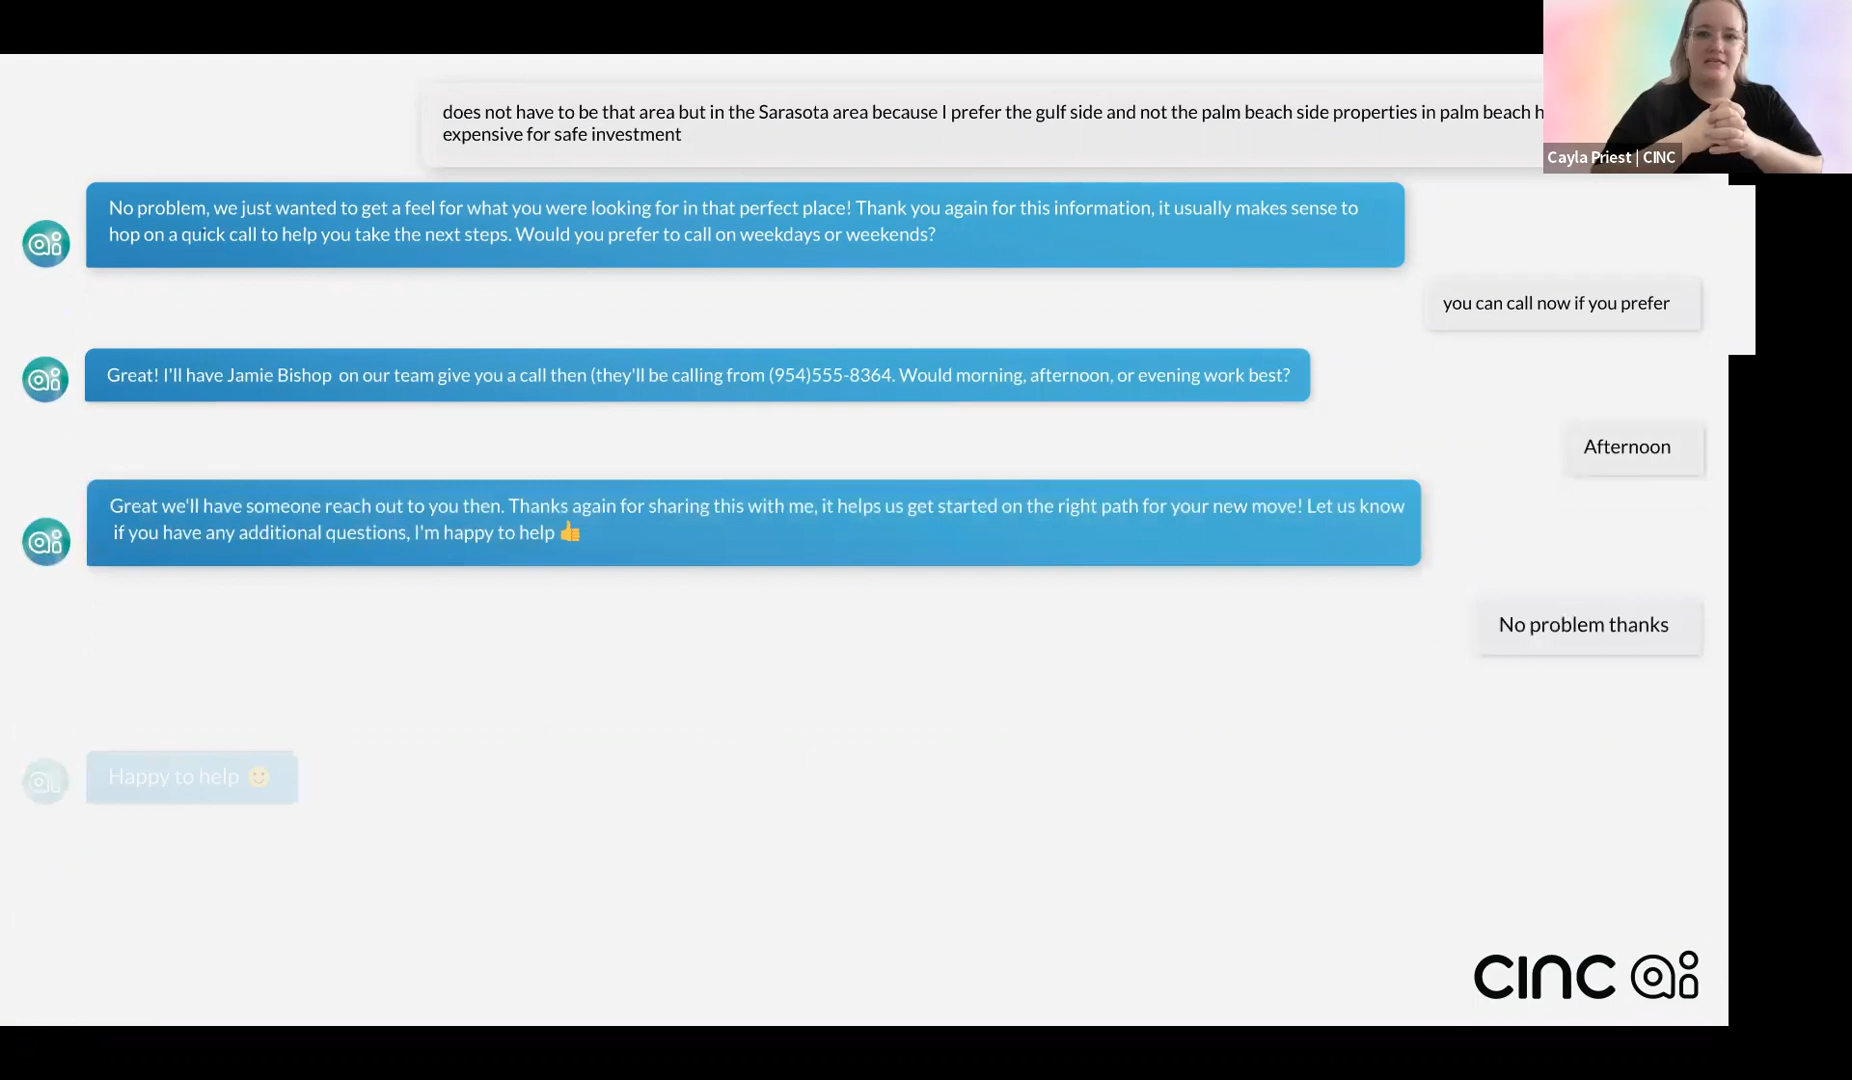 does not have to be that area but in the Sarasota area because I prefer the gulf side and not the palm beach side properties in palm beach
expensive for safe investment
Cayla Priest | CINC
No problem, we just wanted to get a feel for what you were looking for in that perfect place! Thank you again for this information, it usually makes sense to
hop on a quick call to help you take the next steps. Would you prefer to call on weekdays or weekends?
you can call now if you prefer
Great! I'll have Jamie Bishop on our team give you a call then (they'll be calling from (954)555-8364. Would morning, afternoon, or evening work best?
Afternoon
Great we'll have someone reach out to you then. Thanks again for sharing this with me, it helps us get started on the right path for your new move! Let us know
if you have any additional questions, I'm happy to help 👍
No problem thanks
Happy to help 🙂
cinc ai